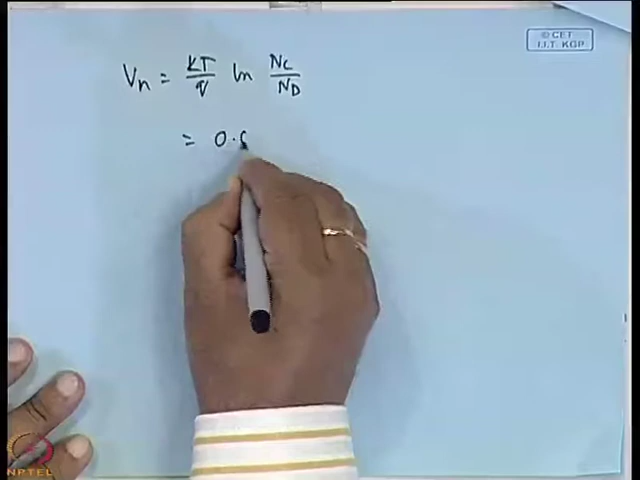 © CET
I.I.T. KGP
Vn = KT/q ln NC/ND
= 0.
NPTEL